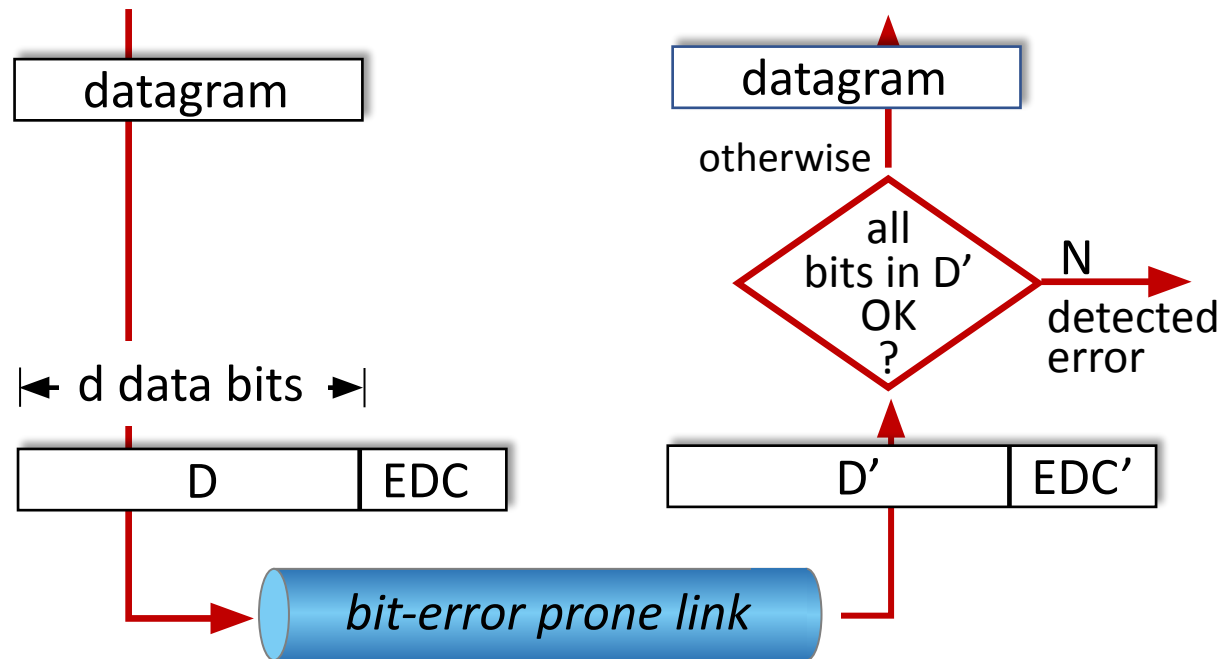 datagram
d data bits
D
EDC
bit-error prone link
datagram
otherwise
all
bits in D’
OK
?
N
detected
error
D’
EDC’